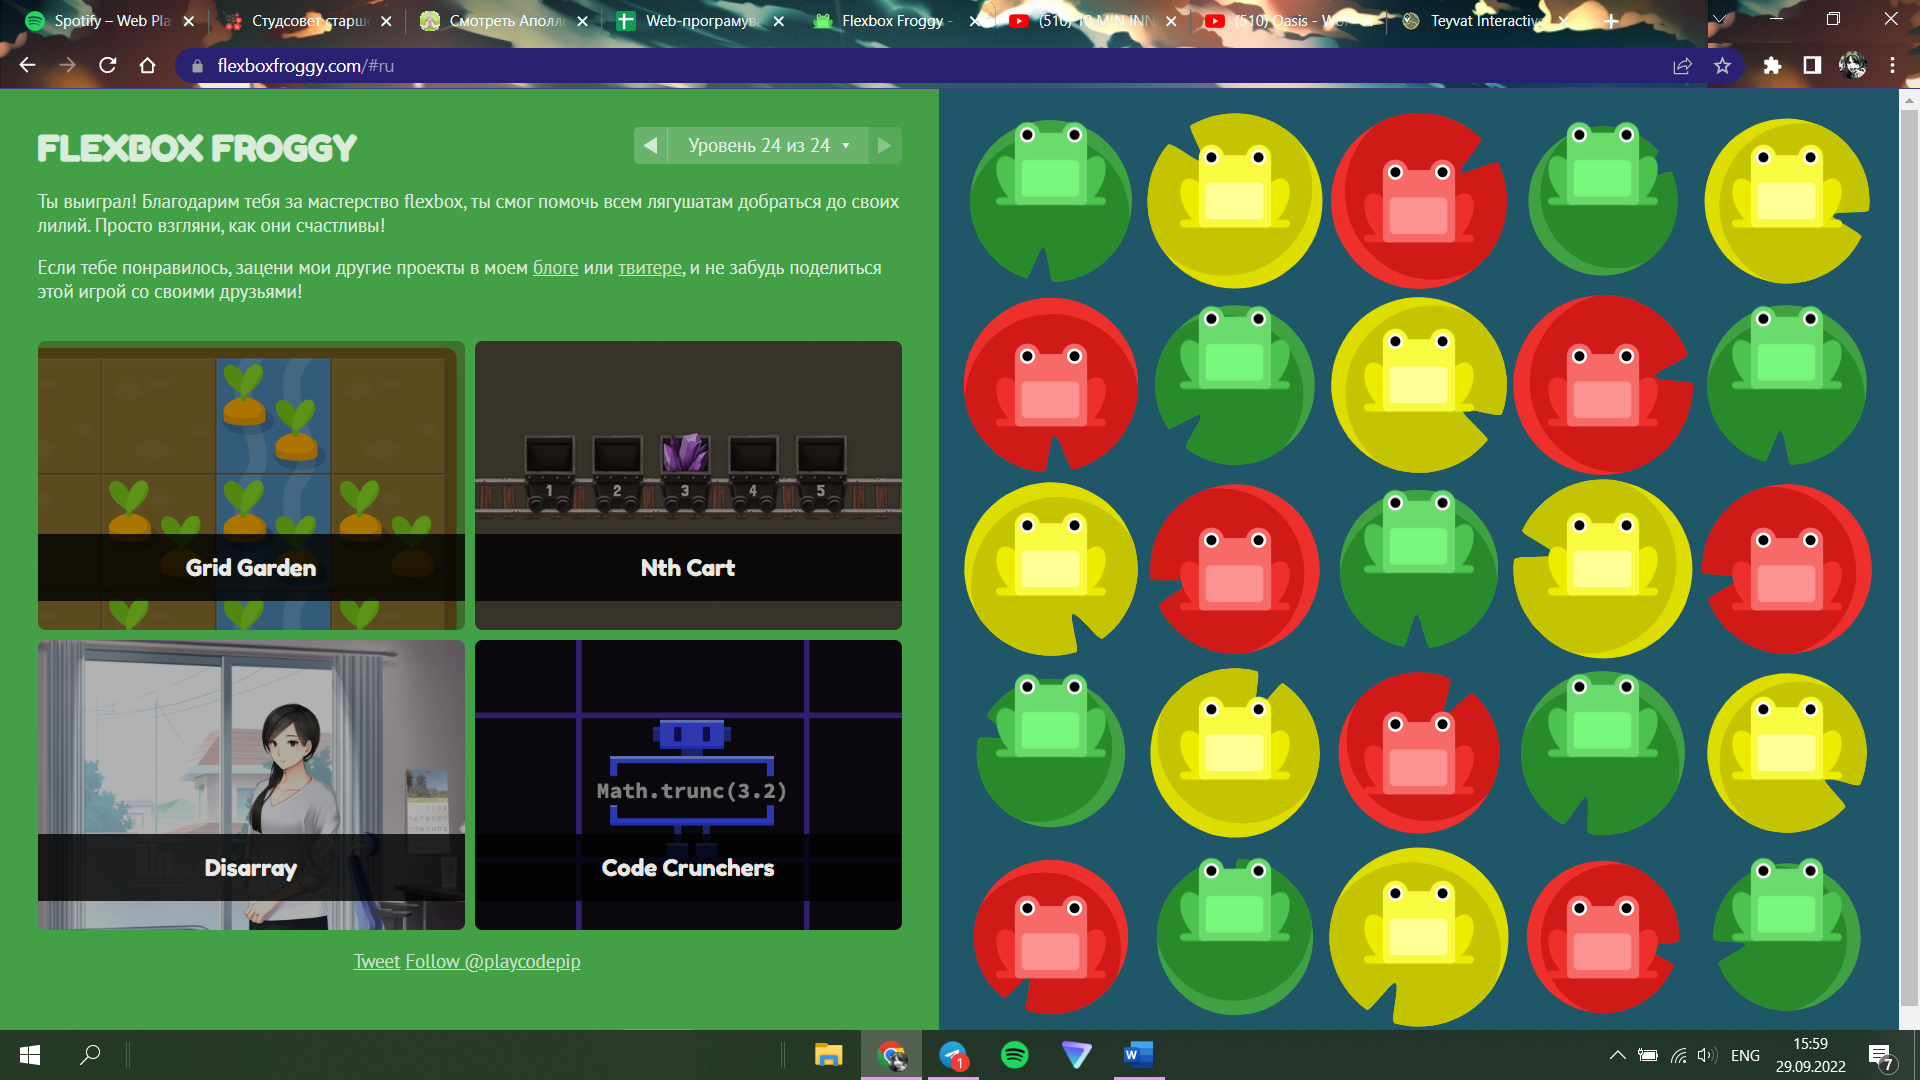 Spotify – Web Pla
Студсовет старш
Смотреть Аполл
Web-програмува
Flexbox Froggy -
(510) 10 MIN INN
(510) Oasis - Wo
Teyvat Interactive
flexboxfroggy.com/#ru
FLEXBOX FROGGY
Уровень 24 из 24
Ты выиграл! Благодарим тебя за мастерство flexbox, ты смог помочь всем лягушатам добраться до своих
лилий. Просто взгляни, как они счастливы!
Если тебе понравилось, зацени мои другие проекты в моем блоге или твитере, и не забудь поделиться
этой игрой со своими друзьями!
1 2 3 4 5
Grid Garden
Nth Cart
Math.trunc(3.2)
Disarray
Code Crunchers
Tweet Follow @playcodepip
1
W
ENG
15:59
29.09.2022
7